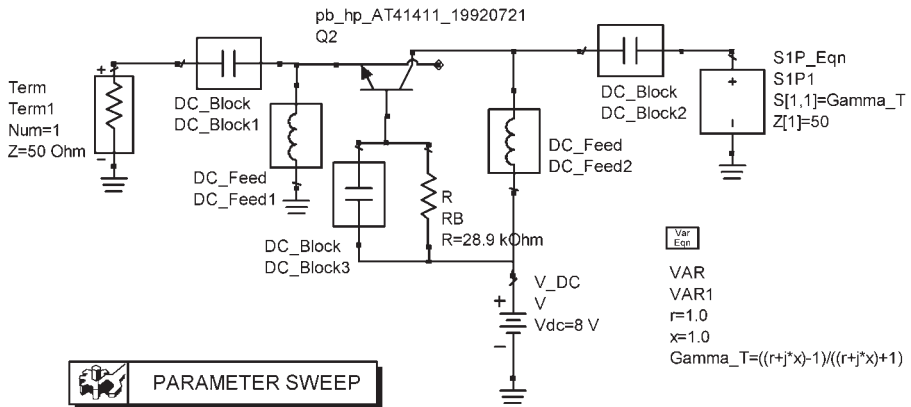 pb_hp_AT41411_19920721
Q2
Term
Term1
Num=1
Z=50 Ohm
+
−
DC_Block
DC_Block1
DC_Feed
DC_Feed1
DC_Block
DC_Block3
R
RB
R=28.9 kOhm
DC_Feed
DC_Feed2
DC_Block
DC_Block2
+
−
S1P_Eqn
S1P1
S[1,1]=Gamma_T
Z[1]=50
+
−
V_DC
V
Vdc=8 V
Var
Eqn
VAR
VAR1
r=1.0
x=1.0
Gamma_T=((r+j*x)-1)/((r+j*x)+1)
PARAMETER SWEEP